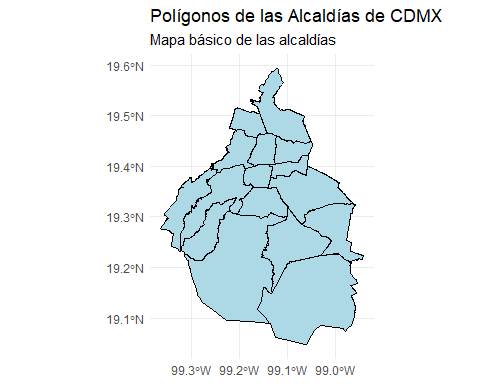 Polígonos de las Alcaldías de CDMX
Mapa básico de las alcaldías
19.6°N
19.5°N
19.4°N
19.3°N
19.2°N
19.1°N
99.3°W 99.2°W 99.1°W 99.0°W